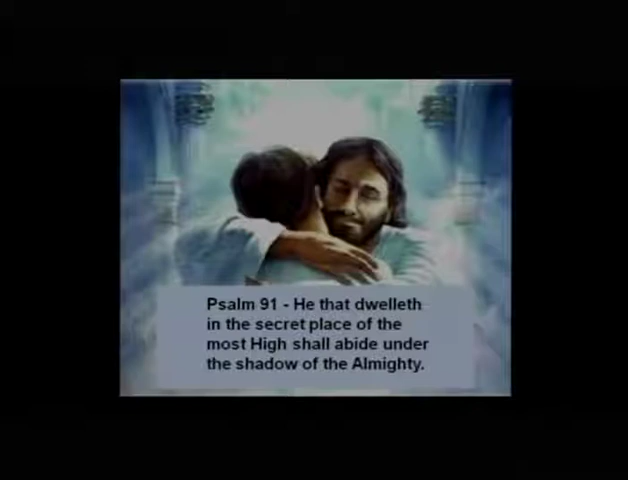 Psalm 91 - He that dwelleth
in the secret place of the
most High shall abide under
the shadow of the Almighty.